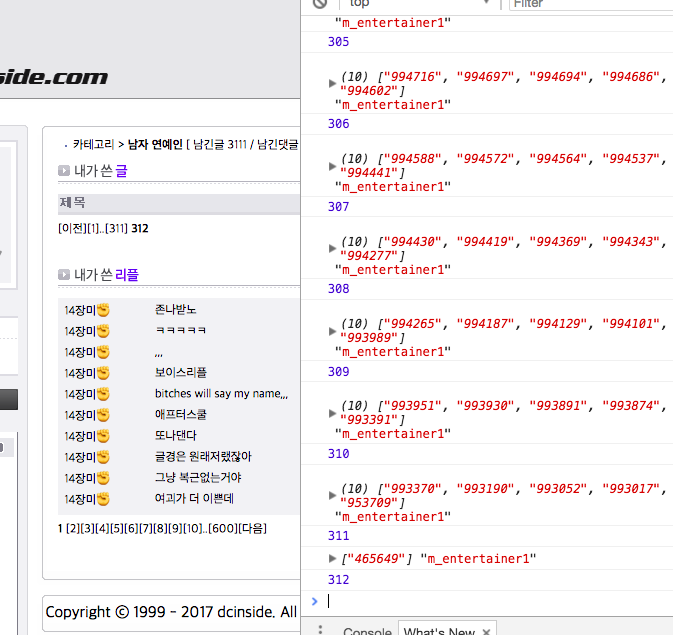 side.com
· 카테고리 > 남자 연예인 [ 남긴글 3111 / 남긴댓글
내가 쓴 글
제 목
[이전][1]..[311] 312
내가 쓴 리플
14장미✊ 존나받노
14장미✊ ㅋㅋㅋㅋㅋ
14장미✊ ,,,
14장미✊ 보이스리플
14장미✊ bitches will say my name,,,
14장미✊ 애프터스쿨
14장미✊ 또나댄다
14장미✊ 글경은 원래저랬잖아
14장미✊ 그냥 복근없는거야
14장미✊ 여긔가 더 이쁜데
1 [2][3][4][5][6][7][8][9][10]..[600][다음]
Copyright ⓒ 1999 - 2017 dcinside. All
top
Filter
"m_entertainer1"
305
(10) ["994716", "994697", "994694", "994686",
"994602"]
"m_entertainer1"
306
(10) ["994588", "994572", "994564", "994537",
"994441"]
"m_entertainer1"
307
(10) ["994430", "994419", "994369", "994343",
"994277"]
"m_entertainer1"
308
(10) ["994265", "994187", "994129", "994101",
"993989"]
"m_entertainer1"
309
(10) ["993951", "993930", "993891", "993874",
"993391"]
"m_entertainer1"
310
(10) ["993370", "993190", "993052", "993017",
"953709"]
"m_entertainer1"
311
["465649"] "m_entertainer1"
312
>
Console What's New ×